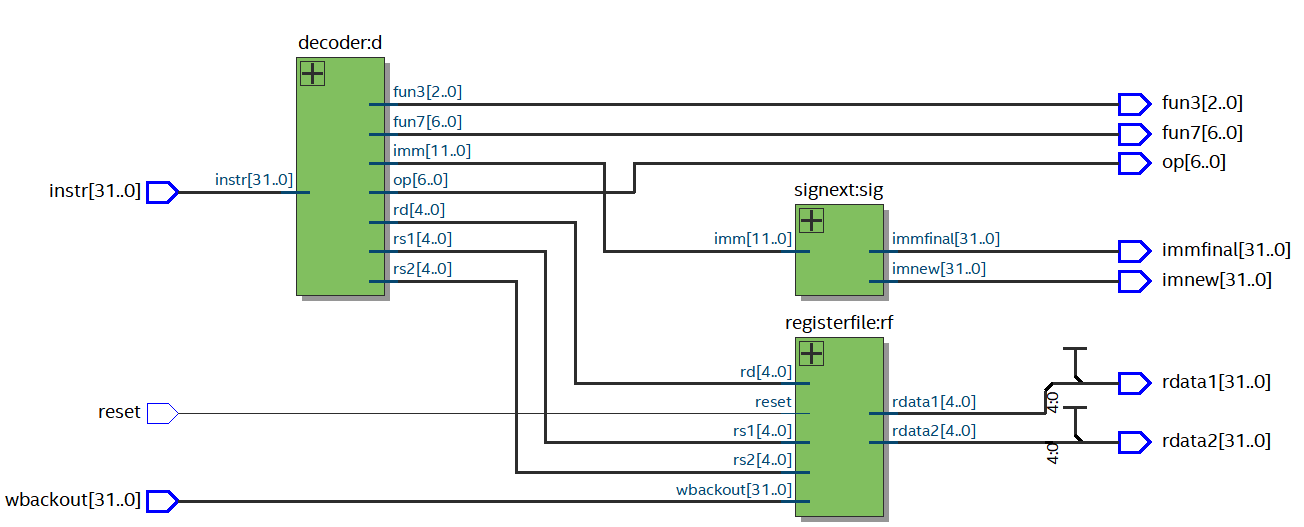 decoder:d
fun3[2..0]
fun7[6..0]
imm[11..0]
instr[31..0]
instr[31..0]
op[6..0]
rd[4..0]
rs1[4..0]
rs2[4..0]
fun3[2..0]
fun7[6..0]
op[6..0]
signext:sig
imm[11..0]
immfinal[31..0]
imnew[31..0]
immfinal[31..0]
imnew[31..0]
registerfile:rf
rd[4..0]
reset
reset
rs1[4..0]
rs2[4..0]
wbackout[31..0]
wbackout[31..0]
rdata1[4..0]
rdata2[4..0]
4:0
4:0
rdata1[31..0]
rdata2[31..0]